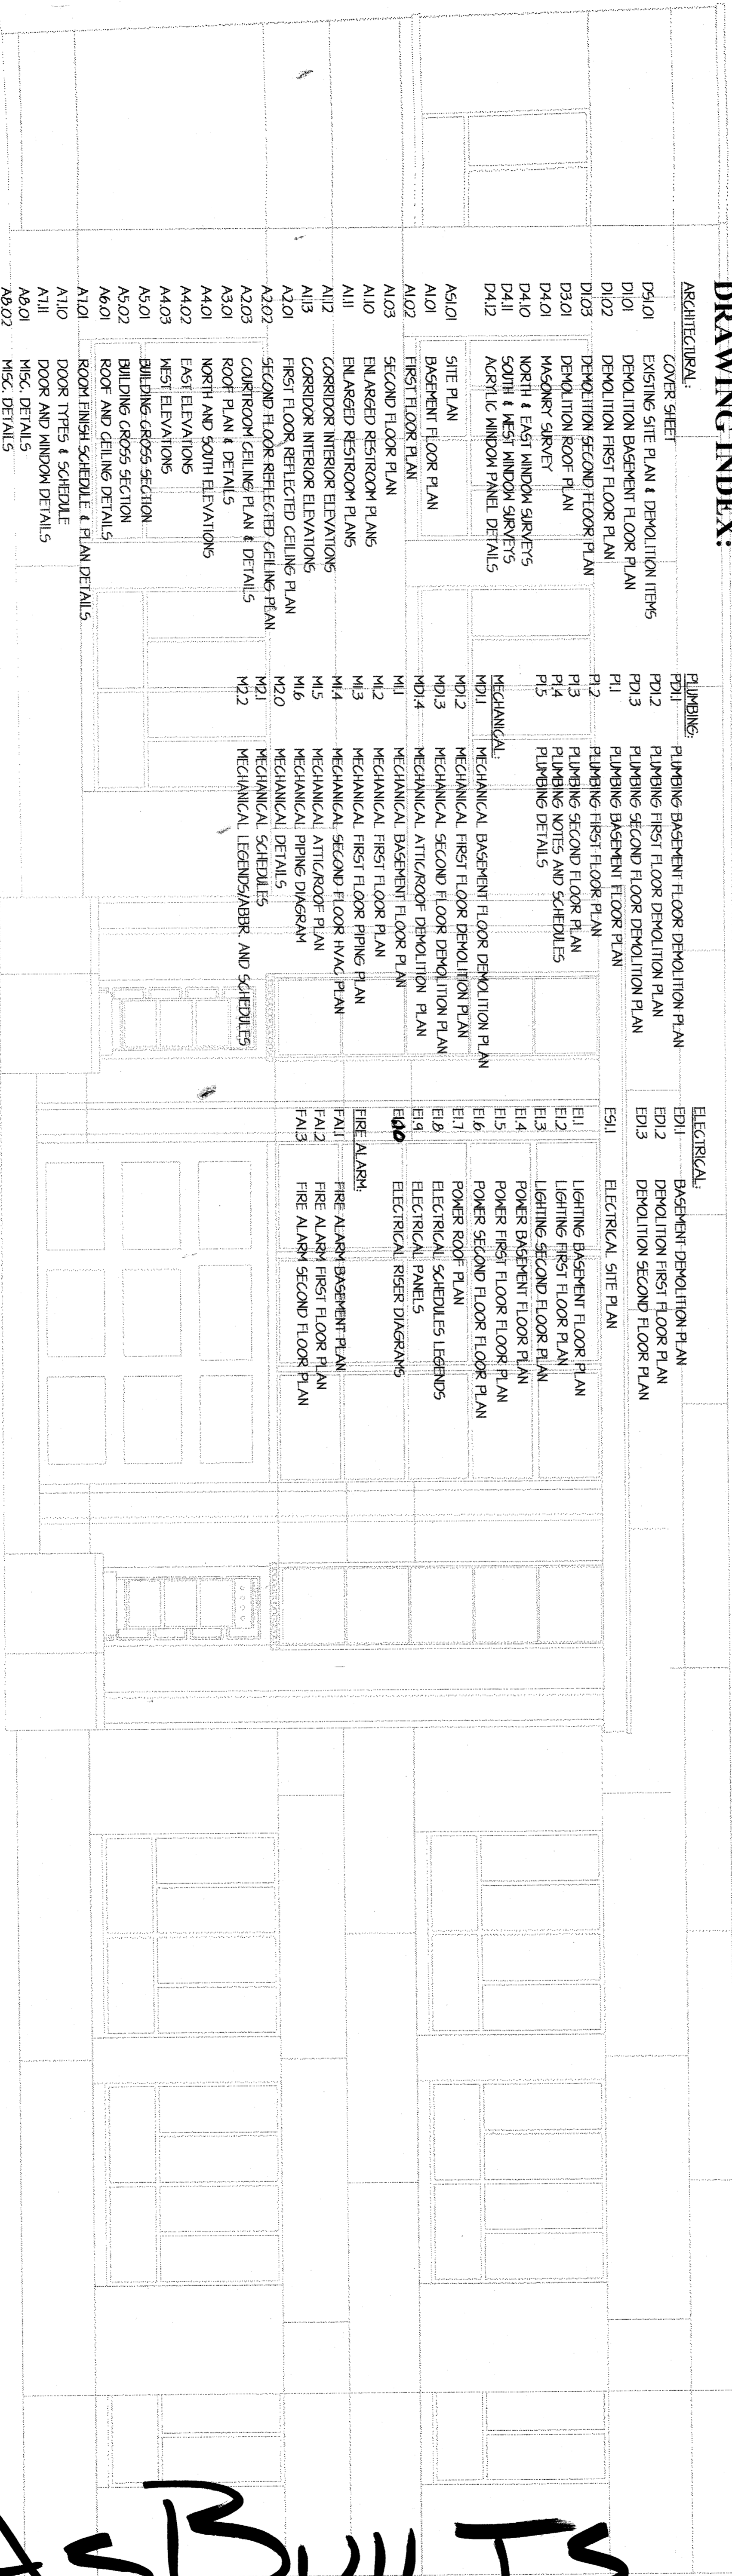 DRAWING INDEX:
ARCHITECTURAL:
COVER SHEET
DS1.01 EXISTING SITE PLAN & DEMOLITION ITEMS
D1.01 DEMOLITION BASEMENT FLOOR PLAN
D1.02 DEMOLITION FIRST FLOOR PLAN
D1.03 DEMOLITION SECOND FLOOR PLAN
D3.01 DEMOLITION ROOF PLAN
D4.01 MASONRY SURVEY
D4.10 NORTH & EAST WINDOW SURVEYS
D4.11 SOUTH & WEST WINDOW SURVEYS
D4.12 ACRYLIC WINDOW PANEL DETAILS
AS1.01 SITE PLAN
A1.01 BASEMENT FLOOR PLAN
A1.02 FIRST FLOOR PLAN
A1.03 SECOND FLOOR PLAN
A1.10 ENLARGED RESTROOM PLANS
A1.11 ENLARGED RESTROOM PLANS
A1.12 CORRIDOR INTERIOR ELEVATIONS
A1.13 CORRIDOR INTERIOR ELEVATIONS
A2.01 FIRST FLOOR REFLECTED CEILING PLAN
A2.02 SECOND FLOOR REFLECTED CEILING PLAN
A2.03 COURTROOM CEILING PLAN & DETAILS
A3.01 ROOF PLAN & DETAILS
A4.01 NORTH AND SOUTH ELEVATIONS
A4.02 EAST ELEVATIONS
A4.03 WEST ELEVATIONS
A5.01 BUILDING CROSS SECTION
A5.02 BUILDING CROSS SECTION
A6.01 ROOF AND CEILING DETAILS
A7.01 ROOM FINISH SCHEDULE & PLAN DETAILS
A7.10 DOOR TYPES & SCHEDULE
A7.11 DOOR AND WINDOW DETAILS
A8.01 MISC. DETAILS
A8.02 MISC. DETAILS
PLUMBING:
PD1.1 PLUMBING BASEMENT FLOOR DEMOLITION PLAN
PD1.2 PLUMBING FIRST FLOOR DEMOLITION PLAN
PD1.3 PLUMBING SECOND FLOOR DEMOLITION PLAN
P1.1 PLUMBING BASEMENT FLOOR PLAN
P1.2 PLUMBING FIRST FLOOR PLAN
P1.3 PLUMBING SECOND FLOOR PLAN
P1.4 PLUMBING NOTES AND SCHEDULES
P1.5 PLUMBING DETAILS
MECHANICAL:
MD1.1 MECHANICAL BASEMENT FLOOR DEMOLITION PLAN
MD1.2 MECHANICAL FIRST FLOOR DEMOLITION PLAN
MD1.3 MECHANICAL SECOND FLOOR DEMOLITION PLAN
MD1.4 MECHANICAL ATTIC/ROOF DEMOLITION PLAN
M1.1 MECHANICAL BASEMENT FLOOR PLAN
M1.2 MECHANICAL FIRST FLOOR PLAN
M1.3 MECHANICAL FIRST FLOOR PIPING PLAN
M1.4 MECHANICAL SECOND FLOOR HVAC PLAN
M1.5 MECHANICAL ATTIC/ROOF PLAN
M1.6 MECHANICAL PIPING DIAGRAM
M2.0 MECHANICAL DETAILS
M2.1 MECHANICAL SCHEDULES
M2.2 MECHANICAL LEGENDS/ABBR. AND SCHEDULES
ELECTRICAL:
ED1.1 BASEMENT DEMOLITION PLAN
ED1.2 DEMOLITION FIRST FLOOR PLAN
ED1.3 DEMOLITION SECOND FLOOR PLAN
ES1.1 ELECTRICAL SITE PLAN
E1.1 LIGHTING BASEMENT FLOOR PLAN
E1.2 LIGHTING FIRST FLOOR PLAN
E1.3 LIGHTING SECOND FLOOR PLAN
E1.4 POWER BASEMENT FLOOR PLAN
E1.5 POWER FIRST FLOOR FLOOR PLAN
E1.6 POWER SECOND FLOOR FLOOR PLAN
E1.7 POWER ROOF PLAN
E1.8 ELECTRICAL SCHEDULES LEGENDS
E1.9 ELECTRICAL PANELS
ELECTRICAL RISER DIAGRAMS
FIRE ALARM:
FA1.1 FIRE ALARM BASEMENT PLAN
FA1.2 FIRE ALARM FIRST FLOOR PLAN
FA1.3 FIRE ALARM SECOND FLOOR PLAN
AS BUILTS